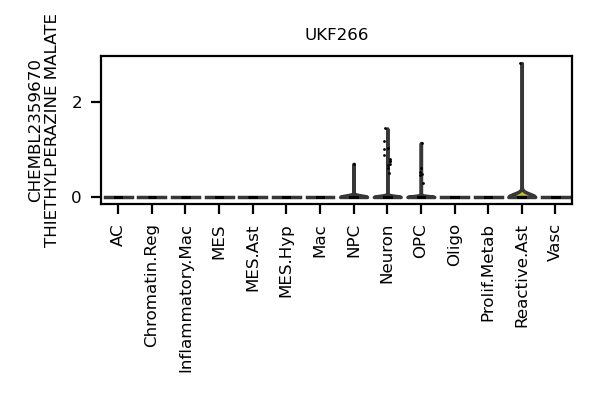 UKF266
CHEMBL2359670
THIETHYLPERAZINE MALATE
2
0
AC
Chromatin.Reg
Inflammatory.Mac
MES
MES.Ast
MES.Hyp
Mac
NPC
Neuron
OPC
Oligo
Prolif.Metab
Reactive.Ast
Vasc